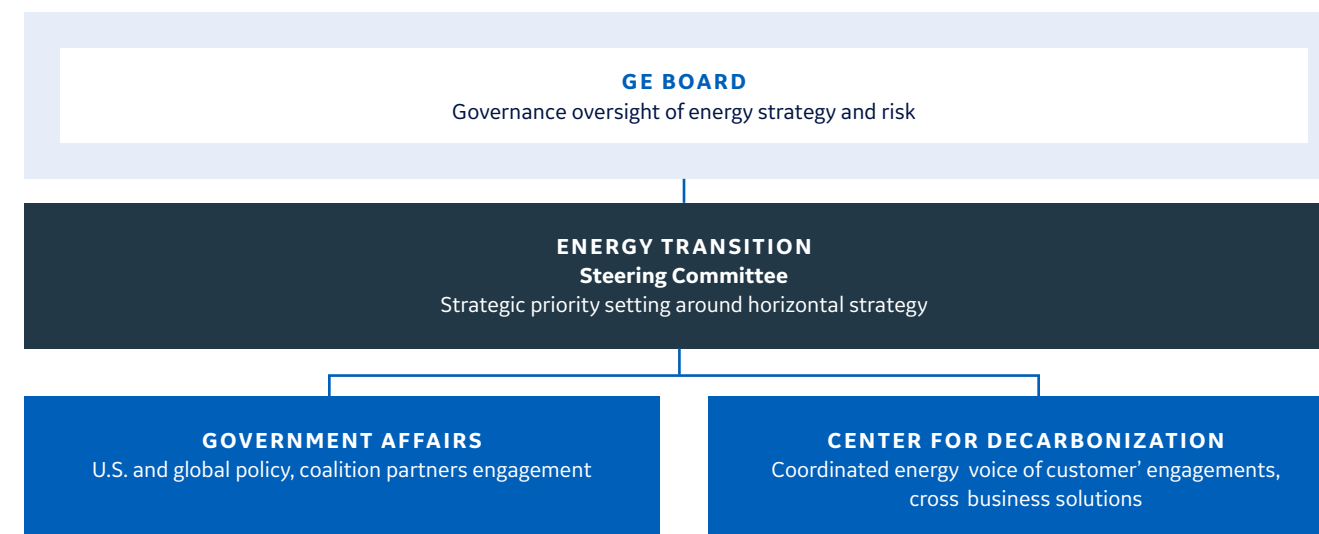 GE BOARD
Governance oversight of energy strategy and risk
ENERGY TRANSITION
Steering Committee
Strategic priority setting around horizontal strategy
GOVERNMENT AFFAIRS
U.S. and global policy, coalition partners engagement
CENTER FOR DECARBONIZATION
Coordinated energy voice of customer’ engagements,
cross business solutions